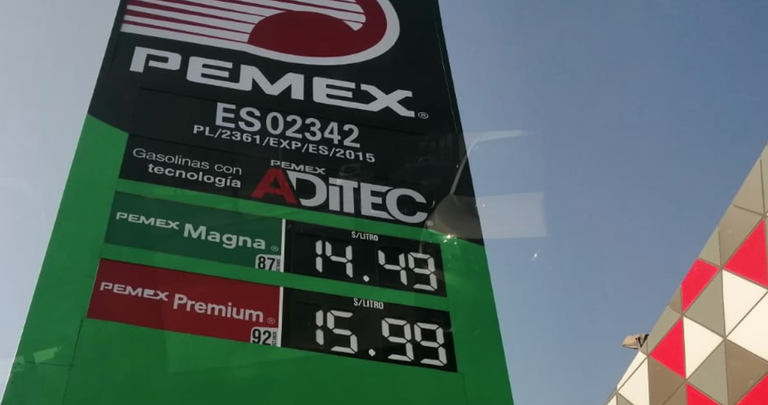 PEMEX®
ES02342
PL/2361/EXP/ES/2015
Gasolinas con
tecnología
PEMEX
ADITEC
PEMEX Magna®
87
$/LITRO
14.49
PEMEX Premium®
92
$/LITRO
15.99